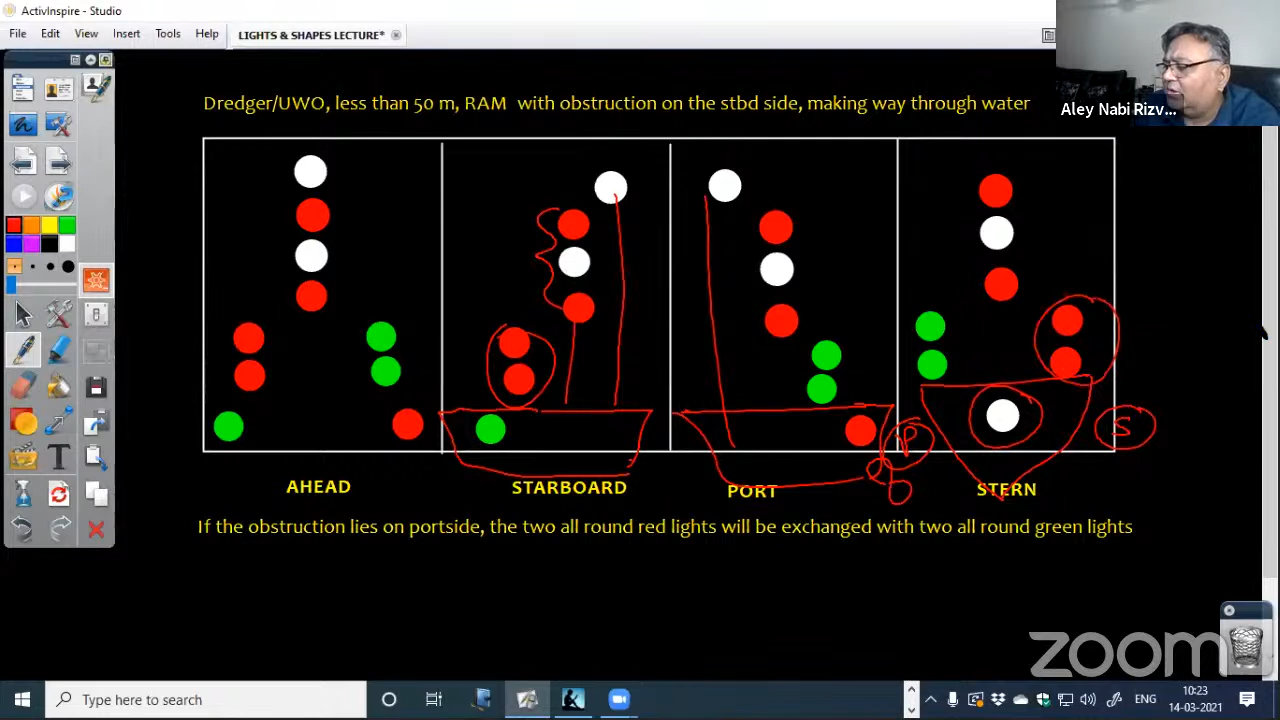 ActivInspire - Studio
File Edit View Insert Tools Help LIGHTS & SHAPES LECTURE*
Dredger/UWO, less than 50 m, RAM with obstruction on the stbd side, making way through water
Aley Nabi Rizv...
P
S
AHEAD STARBOARD PORT STERN
If the obstruction lies on portside, the two all round red lights will be exchanged with two all round green lights
zoom
Type here to search
ENG
10:23
14-03-2021